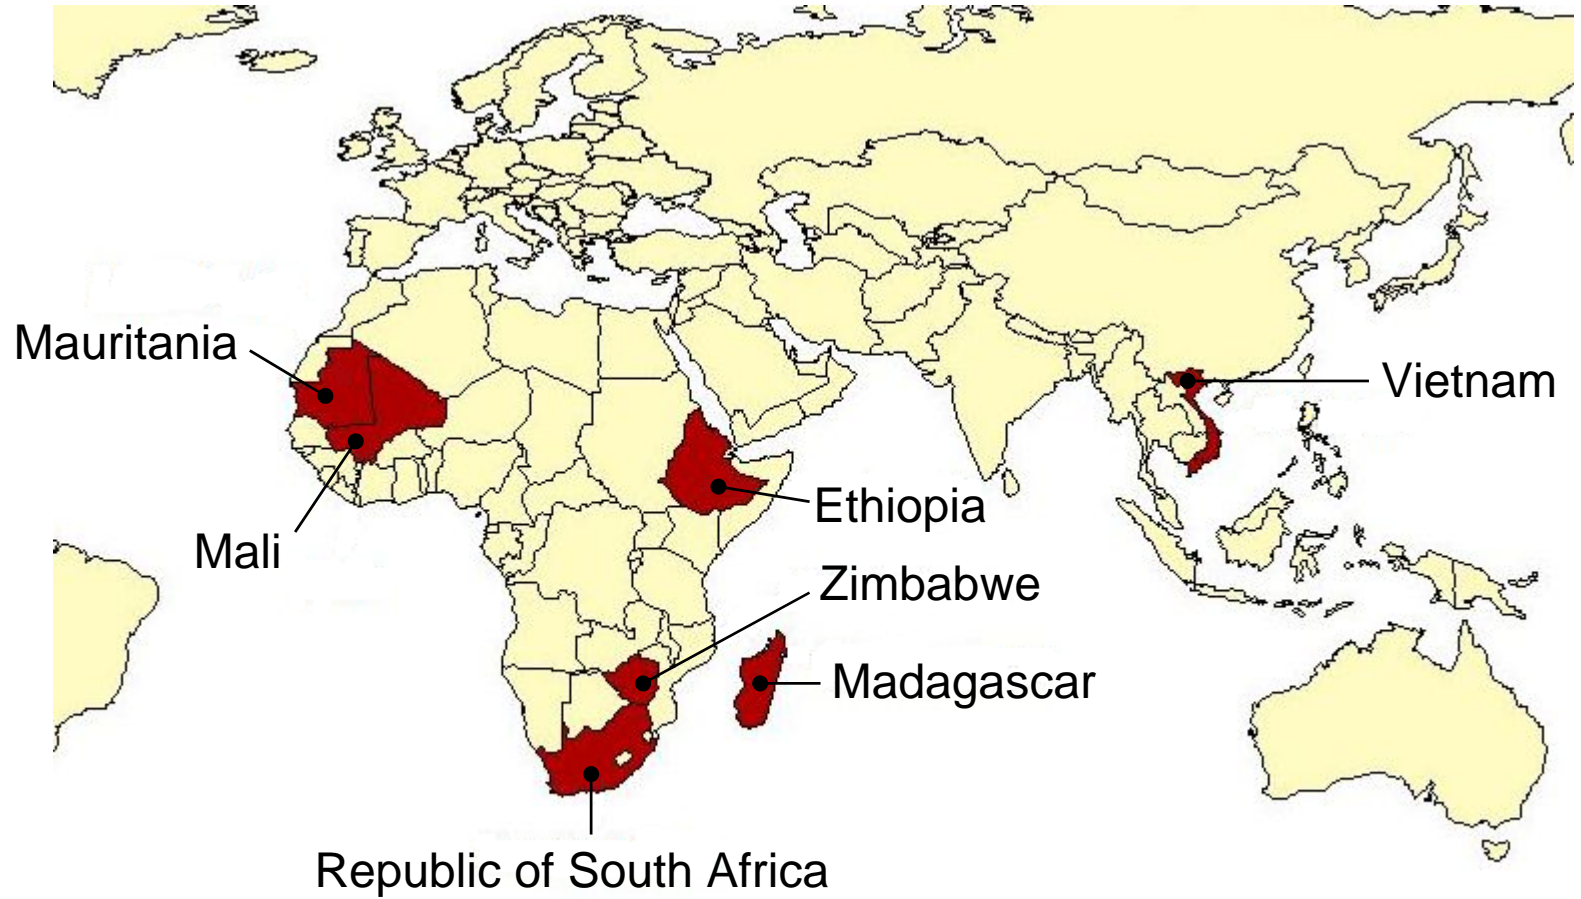 Mauritania
Vietnam
Ethiopia
Mali
Zimbabwe
Madagascar
Republic of South Africa